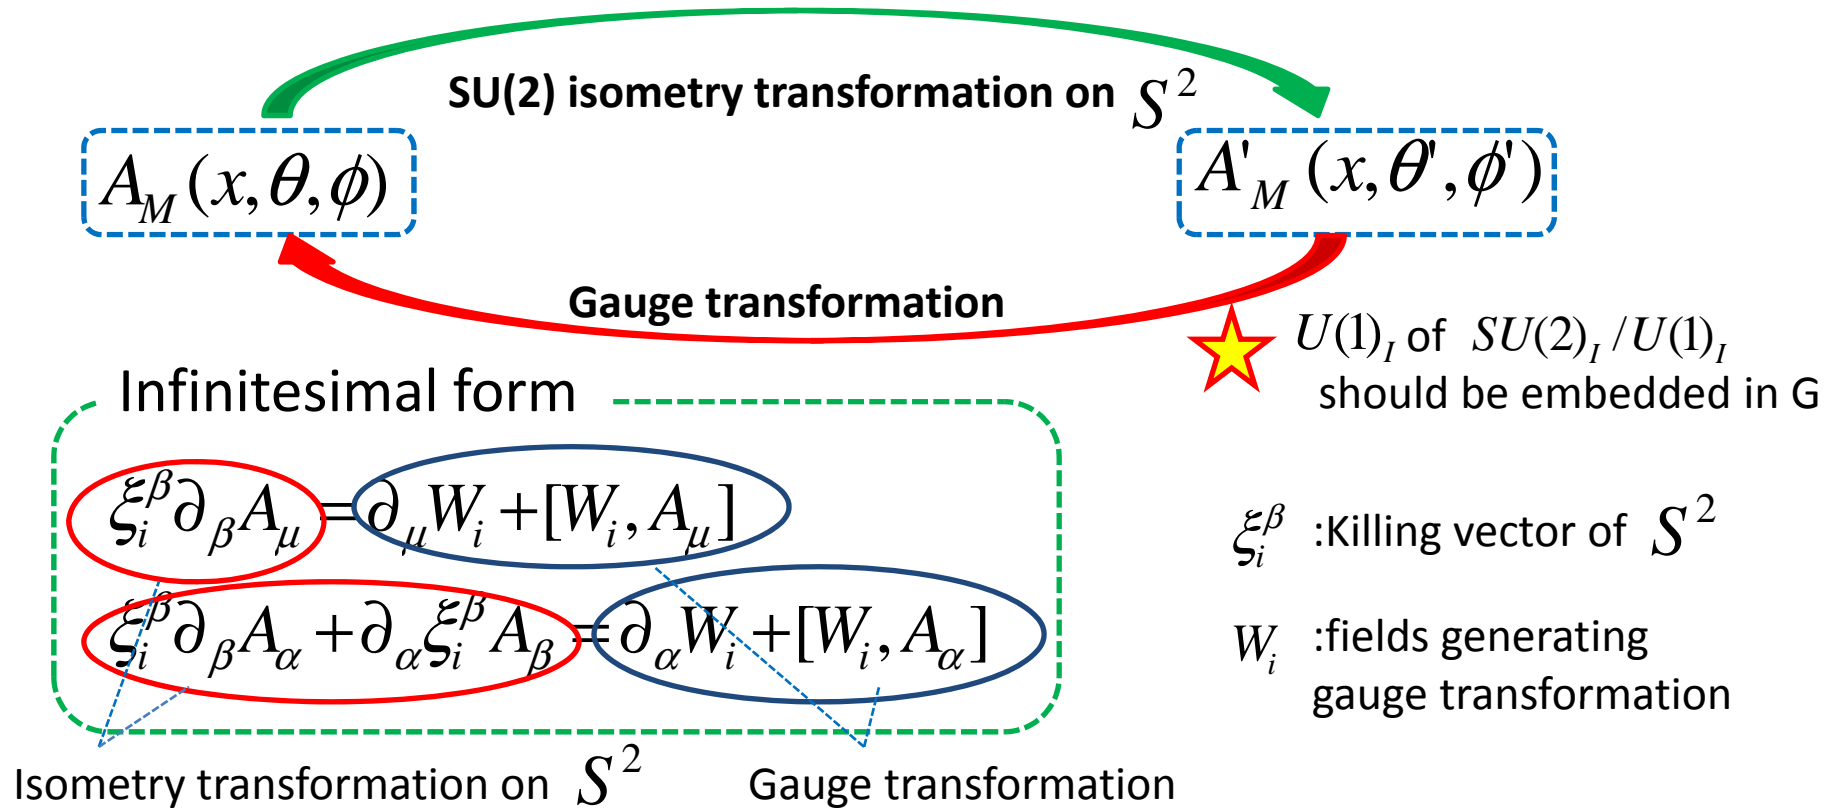 SU(2) isometry transformation on S²
A_M(x,θ,ϕ)
A'_M(x,θ',ϕ')
Gauge transformation
U(1)_I of SU(2)_I/U(1)_I
should be embedded in G
Infinitesimal form
ξ_i^β ∂_β A_μ = ∂_μ W_i + [W_i, A_μ]
ξ_i^β ∂_β A_α + ∂_α ξ_i^β A_β = ∂_α W_i + [W_i, A_α]
ξ_i^β :Killing vector of S²
W_i :fields generating
gauge transformation
Isometry transformation on S²
Gauge transformation